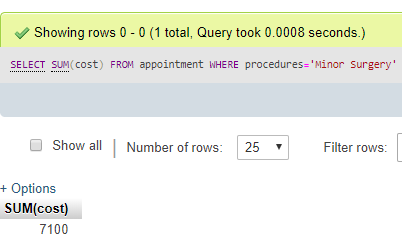 Showing rows 0 - 0 (1 total, Query took 0.0008 seconds.)
SELECT SUM(cost) FROM appointment WHERE procedures='Minor Surgery'
Show all Number of rows: 25 Filter rows:
+ Options
SUM(cost)
7100